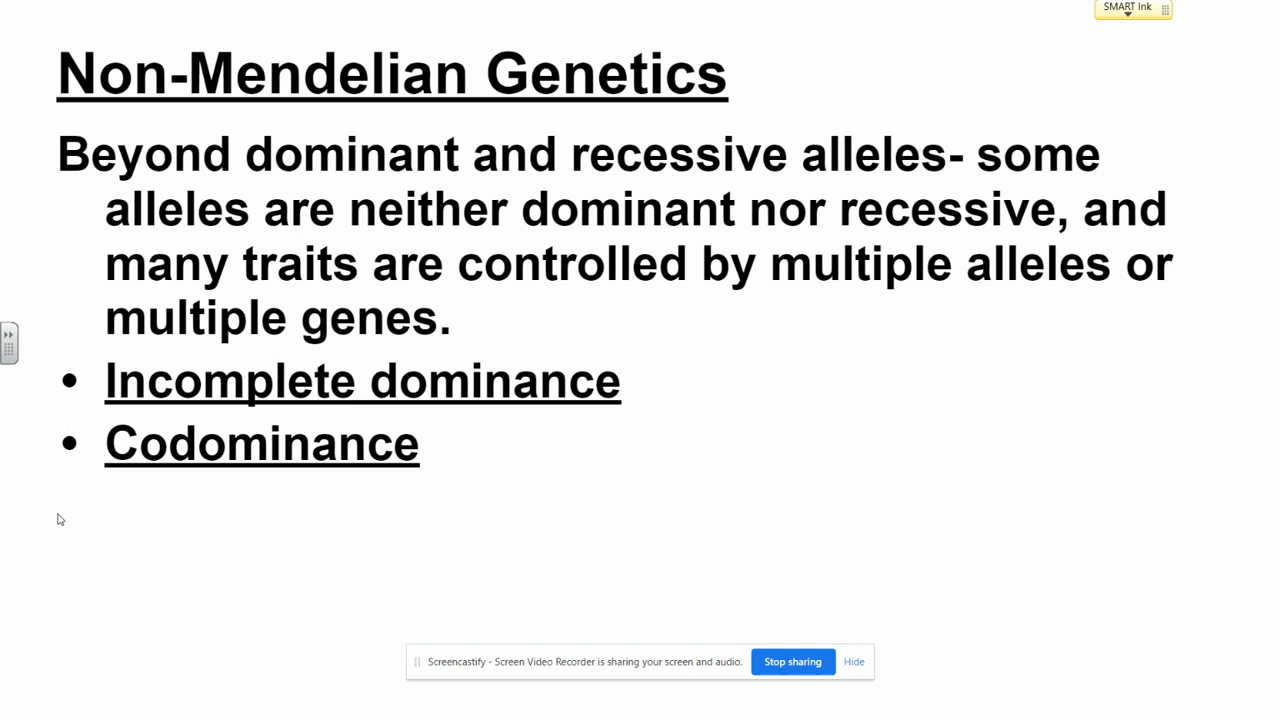 SMART Ink
Non-Mendelian Genetics
Beyond dominant and recessive alleles- some
alleles are neither dominant nor recessive, and
many traits are controlled by multiple alleles or
multiple genes.
• Incomplete dominance
• Codominance
Screencastify - Screen Video Recorder is sharing your screen and audio. Stop sharing Hide